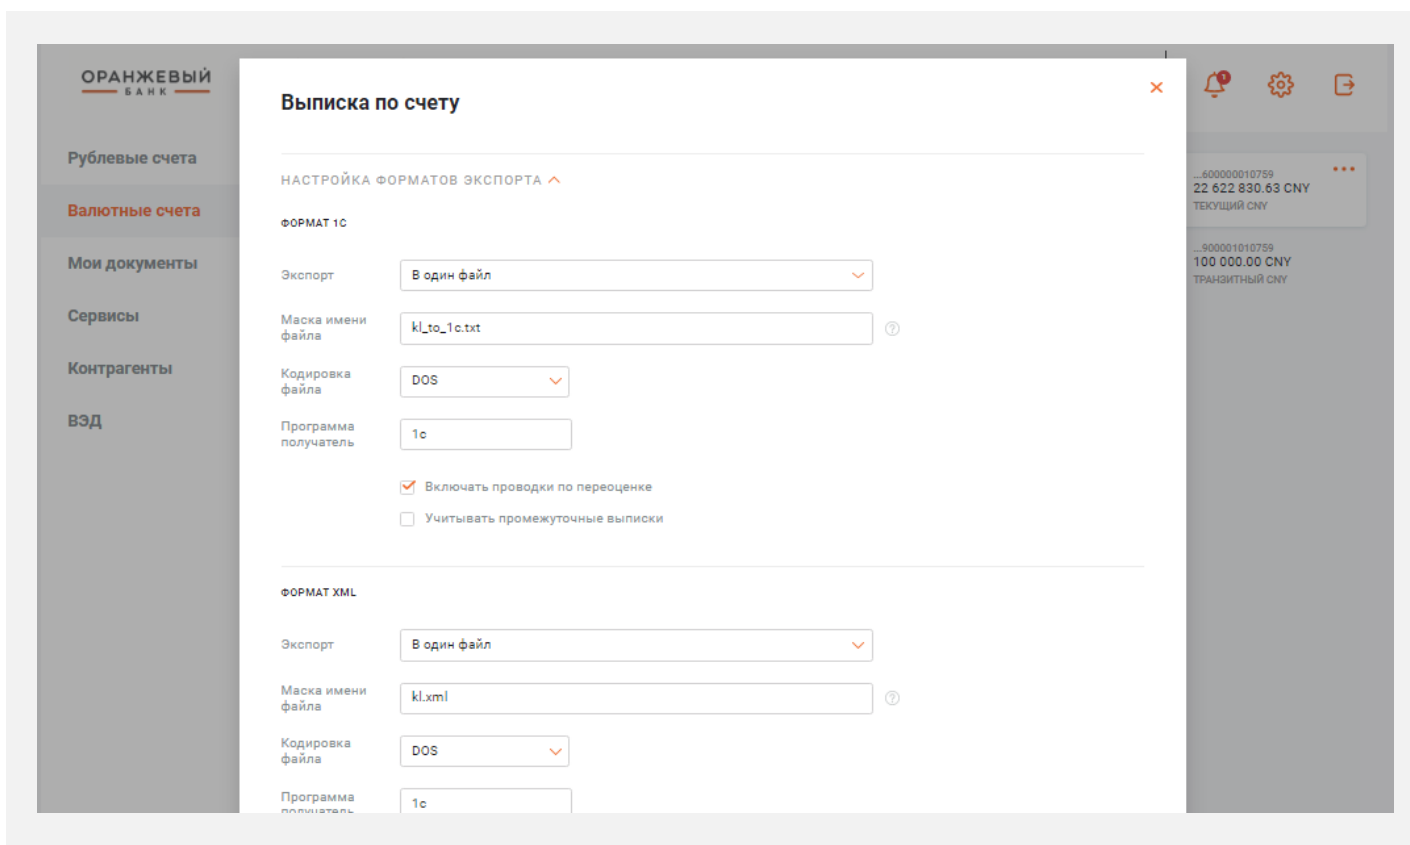 ОРАНЖЕВЫЙ
БАНК
Рублевые счета
Валютные счета
Мои документы
Сервисы
Контрагенты
ВЭД
Выписка по счету
НАСТРОЙКА ФОРМАТОВ ЭКСПОРТА
ФОРМАТ 1С
Экспорт
В один файл
Маска имени
файла
kl_to_1c.txt
Кодировка
файла
DOS
Программа
получатель
1c
Включать проводки по переоценке
Учитывать промежуточные выписки
ФОРМАТ XML
Экспорт
В один файл
Маска имени
файла
kl.xml
Кодировка
файла
DOS
Программа
получатель
1c
1
...600000010759
22 622 830.63 CNY
ТЕКУЩИЙ CNY
...900001010759
100 000.00 CNY
ТРАНЗИТНЫЙ CNY